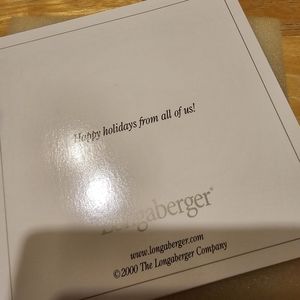 Happy holidays from all of us!
Longaberger®
www.longaberger.com
©2000 The Longaberger Company